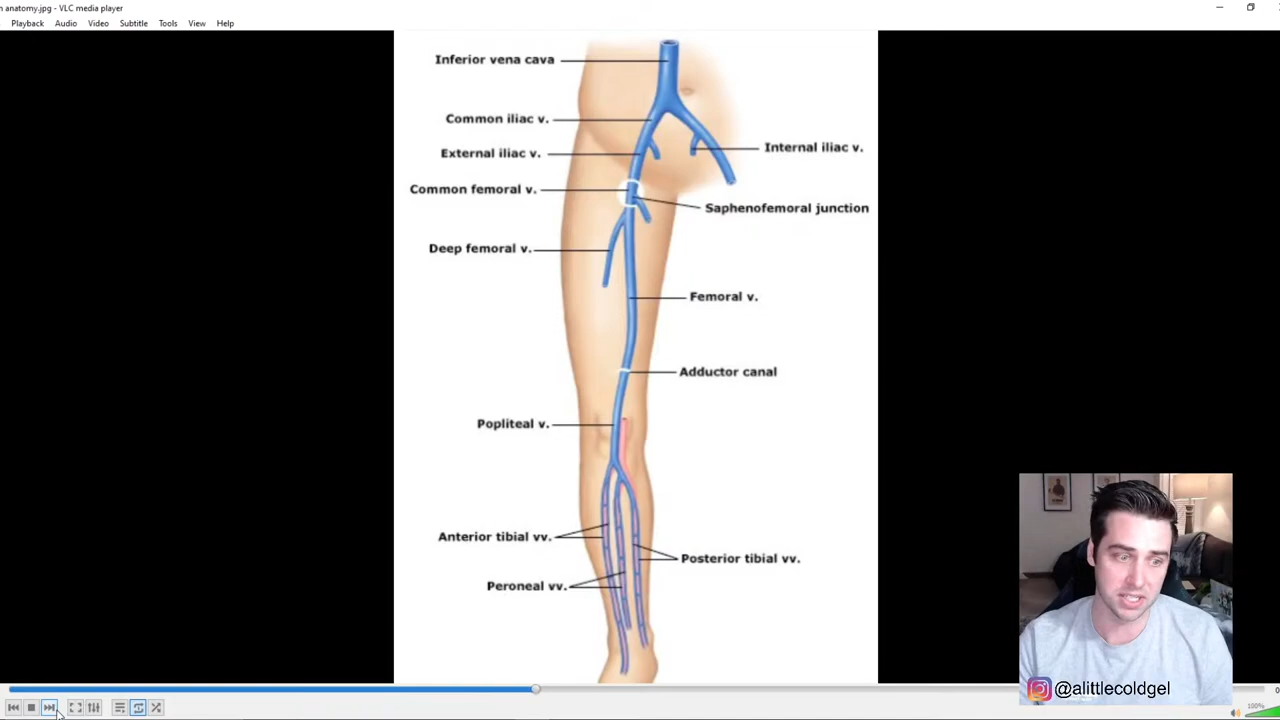 n anatomy.jpg - VLC media player
Playback Audio Video Subtitle Tools View Help
Inferior vena cava
Common iliac v.
External iliac v.
Internal iliac v.
Common femoral v.
Saphenofemoral junction
Deep femoral v.
Femoral v.
Adductor canal
Popliteal v.
Anterior tibial vv.
Posterior tibial vv.
Peroneal vv.
@alittlecoldgel
100%